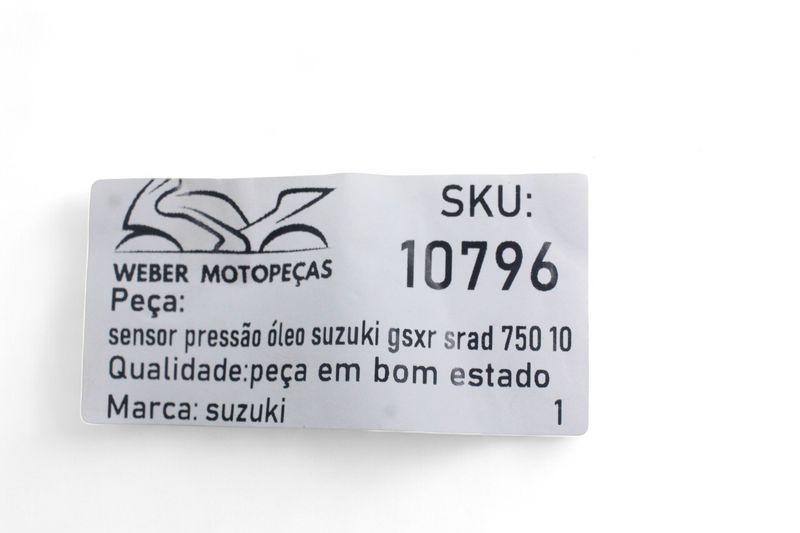 SKU:
10796
WEBER MOTOPEÇAS
Peça:
sensor pressão óleo suzuki gsxr srad 750 10
Qualidade:peça em bom estado
Marca: suzuki 1